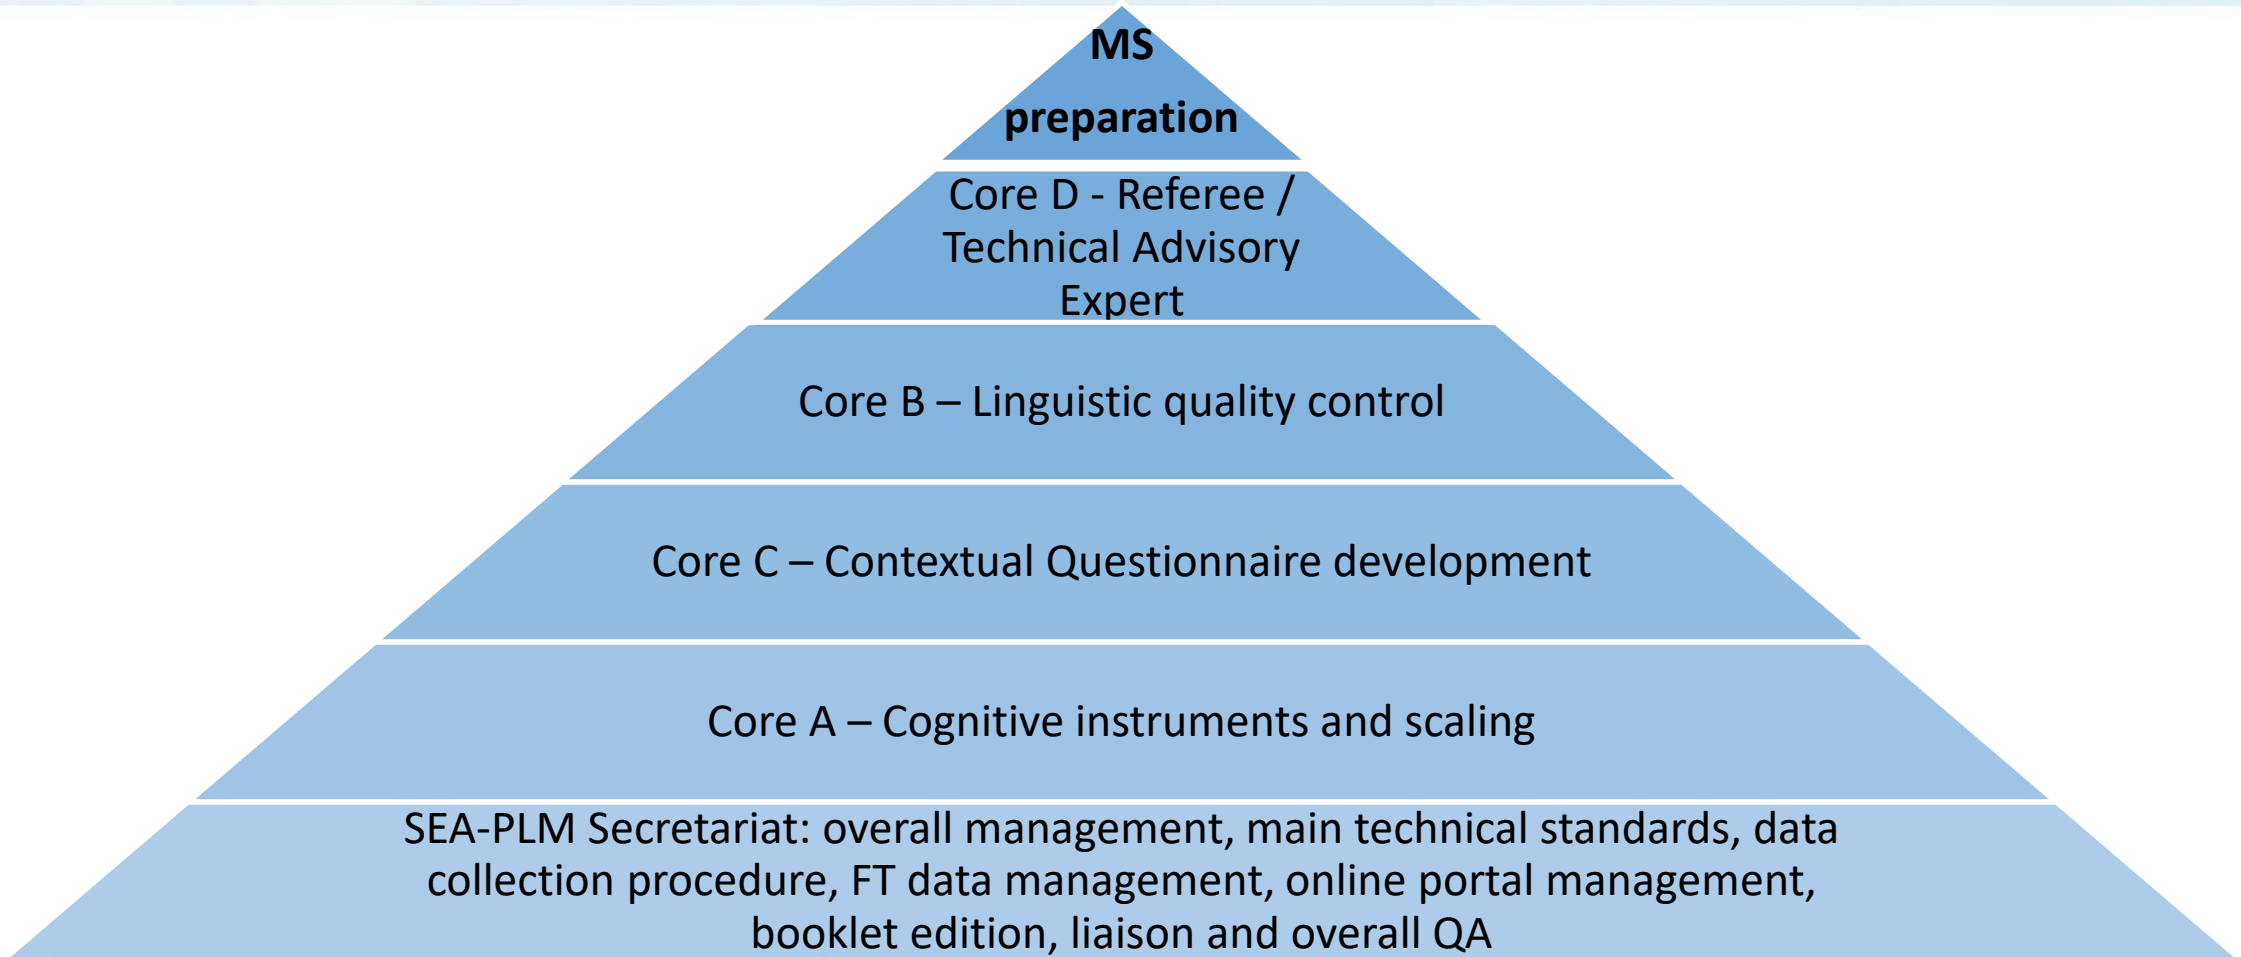 MS
preparation
Core D - Referee /
Technical Advisory
Expert
Core B – Linguistic quality control
Core C – Contextual Questionnaire development
Core A – Cognitive instruments and scaling
SEA-PLM Secretariat: overall management, main technical standards, data
collection procedure, FT data management, online portal management,
booklet edition, liaison and overall QA